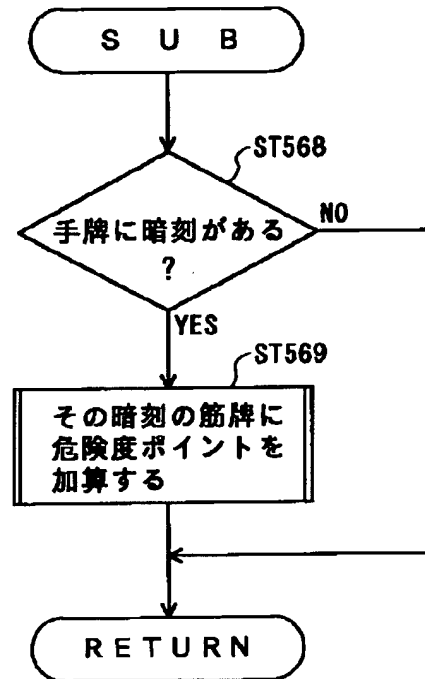 SUB
ST568
手牌に暗刻がある
?
NO
YES
ST569
その暗刻の筋牌に
危険度ポイントを
加算する
RETURN